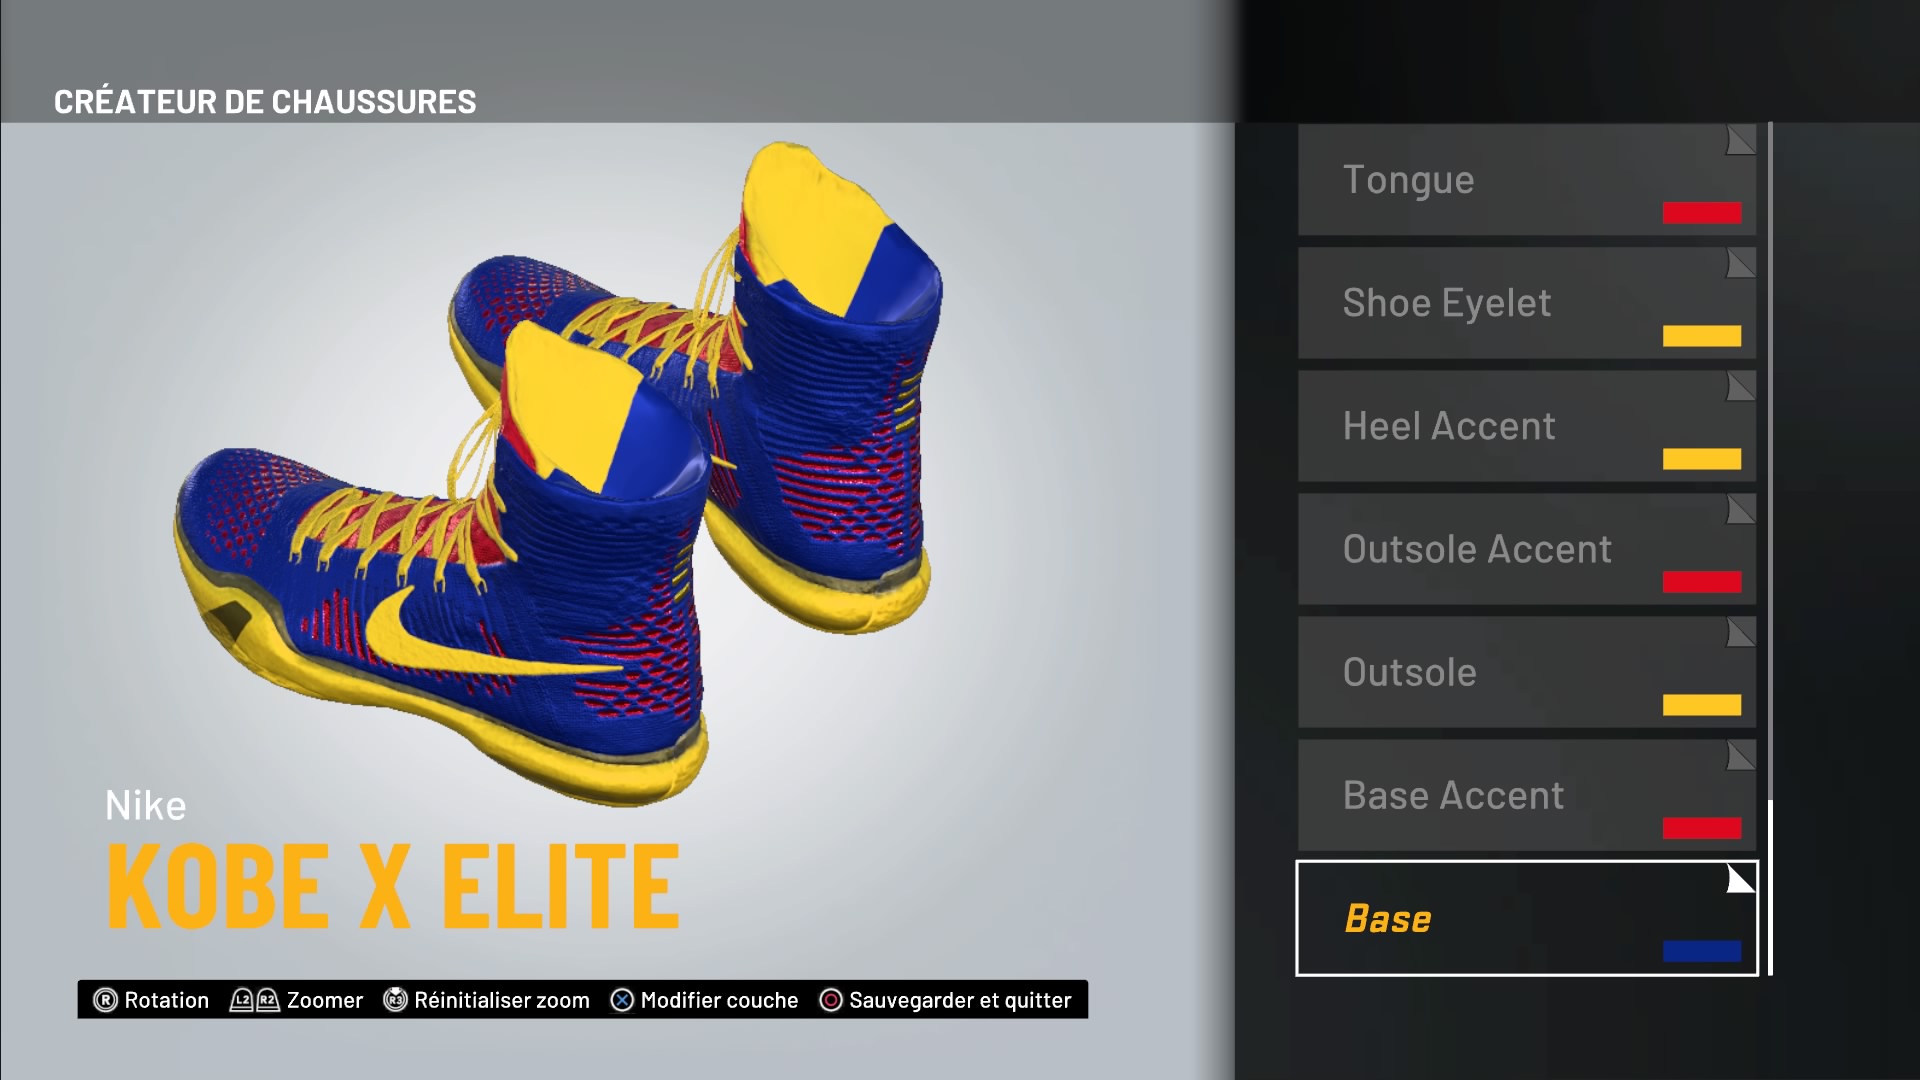 CRÉATEUR DE CHAUSSURES
Tongue
Shoe Eyelet
Heel Accent
Outsole Accent
Outsole
Base Accent
Base
Nike
KOBE X ELITE
R Rotation L2 R2 Zoomer R3 Réinitialiser zoom Modifier couche Sauvegarder et quitter